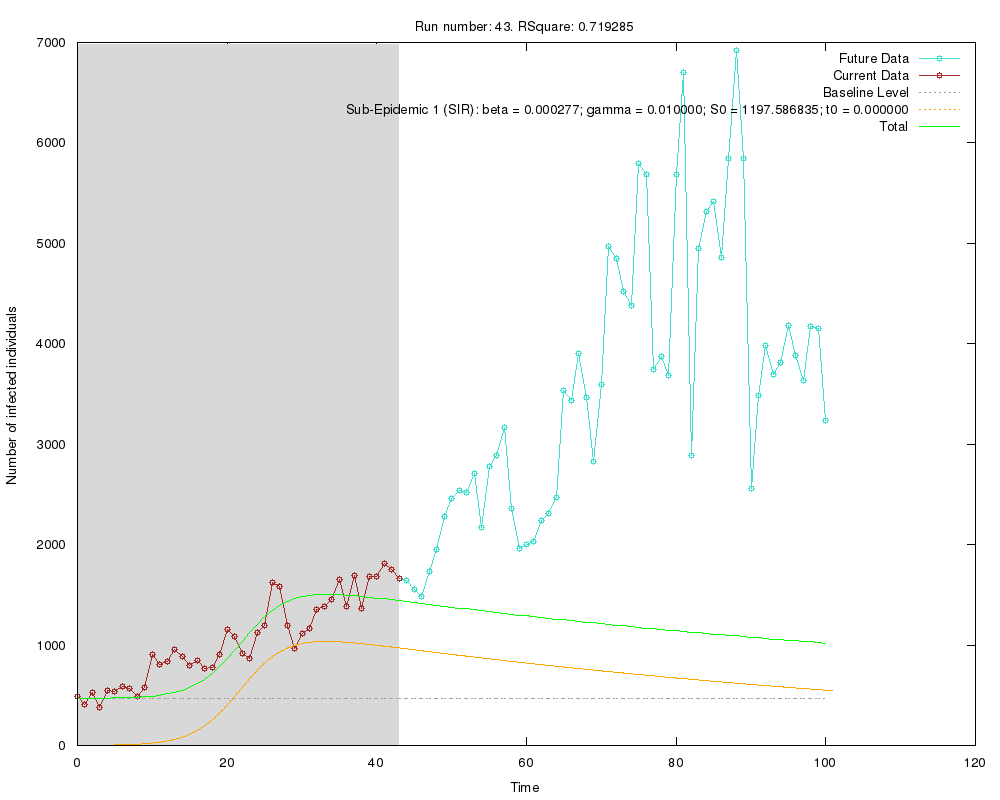 Run number: 43. RSquare: 0.719285
7000
6000
5000
4000
3000
2000
1000
0
Number of infected individuals
Future Data
Current Data
Baseline Level
Sub-Epidemic 1 (SIR): beta = 0.000277; gamma = 0.010000; S0 = 1197.586835; t0 = 0.000000
Total
0 20 40 60 80 100 120
Time